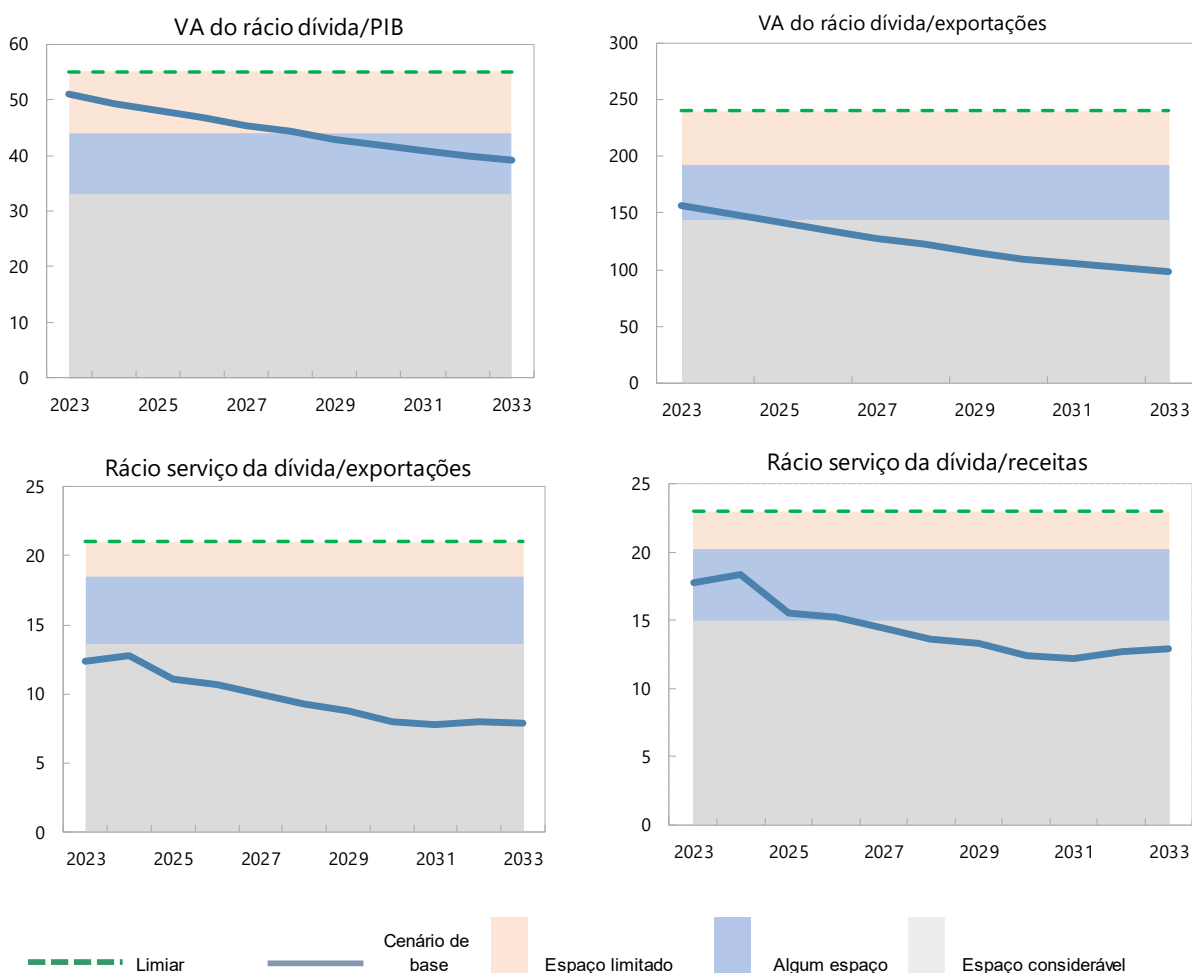 VA do rácio dívida/PIB
60
50
40
30
20
10
0
2023 2025 2027 2029 2031 2033
VA do rácio dívida/exportações
300
250
200
150
100
50
0
2023 2025 2027 2029 2031 2033
Rácio serviço da dívida/exportações
25
20
15
10
5
0
2023 2025 2027 2029 2031 2033
Rácio serviço da dívida/receitas
25
20
15
10
5
0
2023 2025 2027 2029 2031 2033
Limiar
Cenário de
base
Espaço limitado
Algum espaço
Espaço considerável